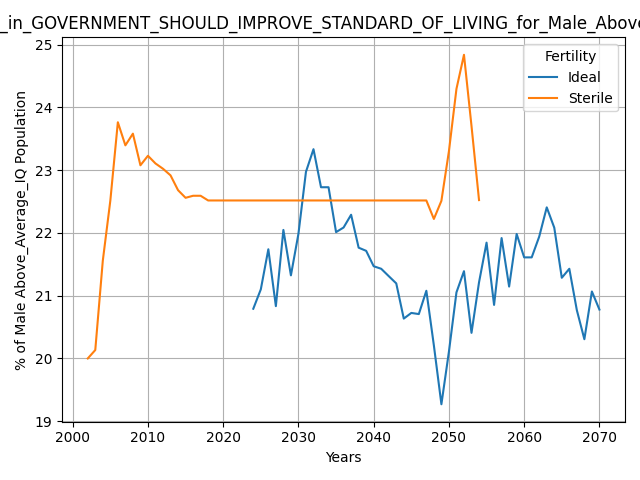 _in_GOVERNMENT_SHOULD_IMPROVE_STANDARD_OF_LIVING_for_Male_Above
25
24
23
22
21
20
19
% of Male Above_Average_IQ Population
Fertility
Ideal
Sterile
2000 2010 2020 2030 2040 2050 2060 2070
Years